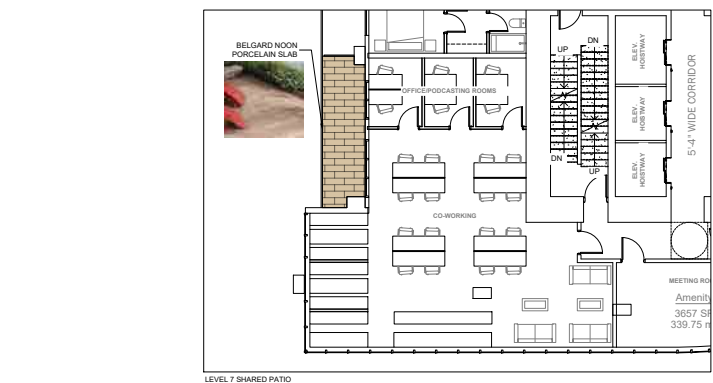 BELGARD NOON
PORCELAIN SLAB
OFFICE/PODCASTING ROOMS
UP
DN
ELEV.
HOISTWAY
ELEV.
HOISTWAY
ELEV.
HOISTWAY
5'-4" WIDE CORRIDOR
DN
UP
CO-WORKING
MEETING RO
Amenity
3657 SF
339.75 m
LEVEL 7 SHARED PATIO